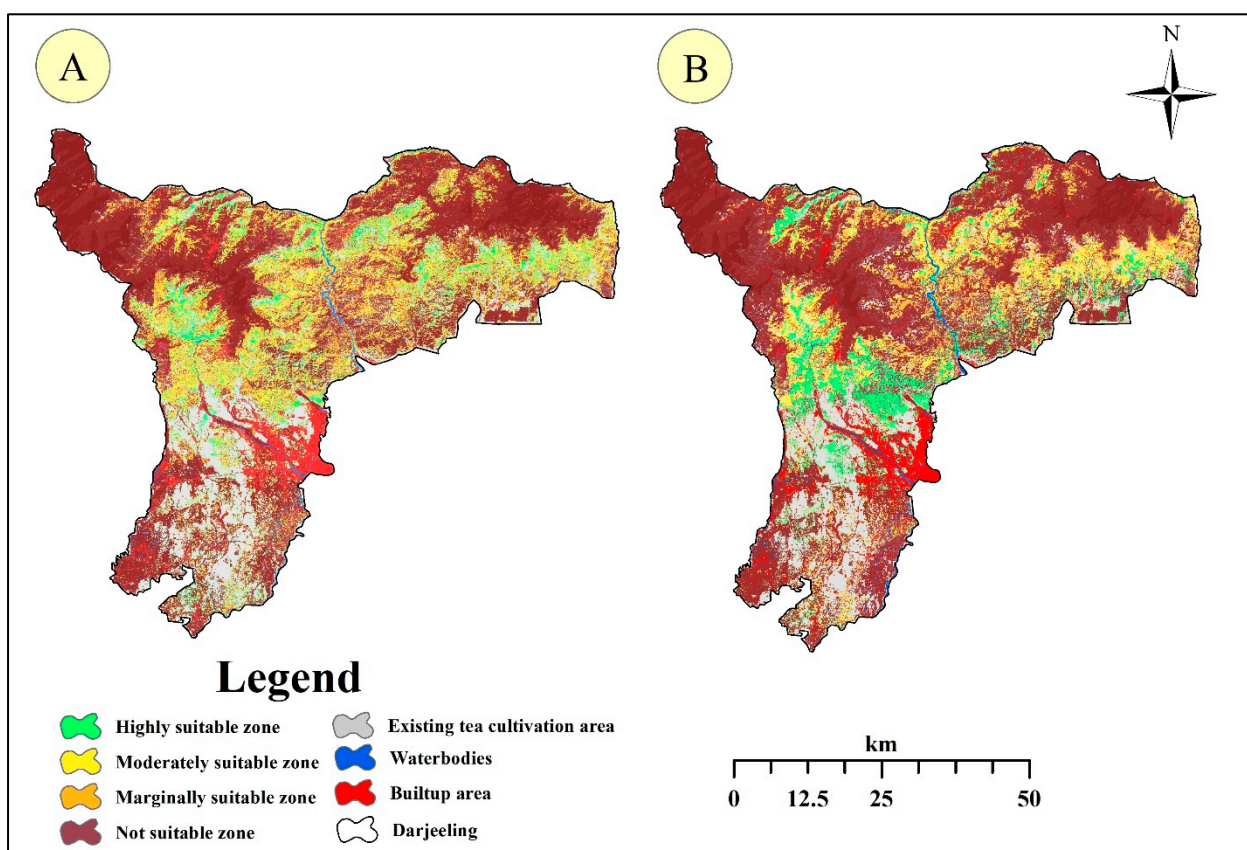 A
B
N
Legend
Highly suitable zone
Moderately suitable zone
Marginally suitable zone
Not suitable zone
Existing tea cultivation area
Waterbodies
Builtup area
Darjeeling
km
0 12.5 25 50